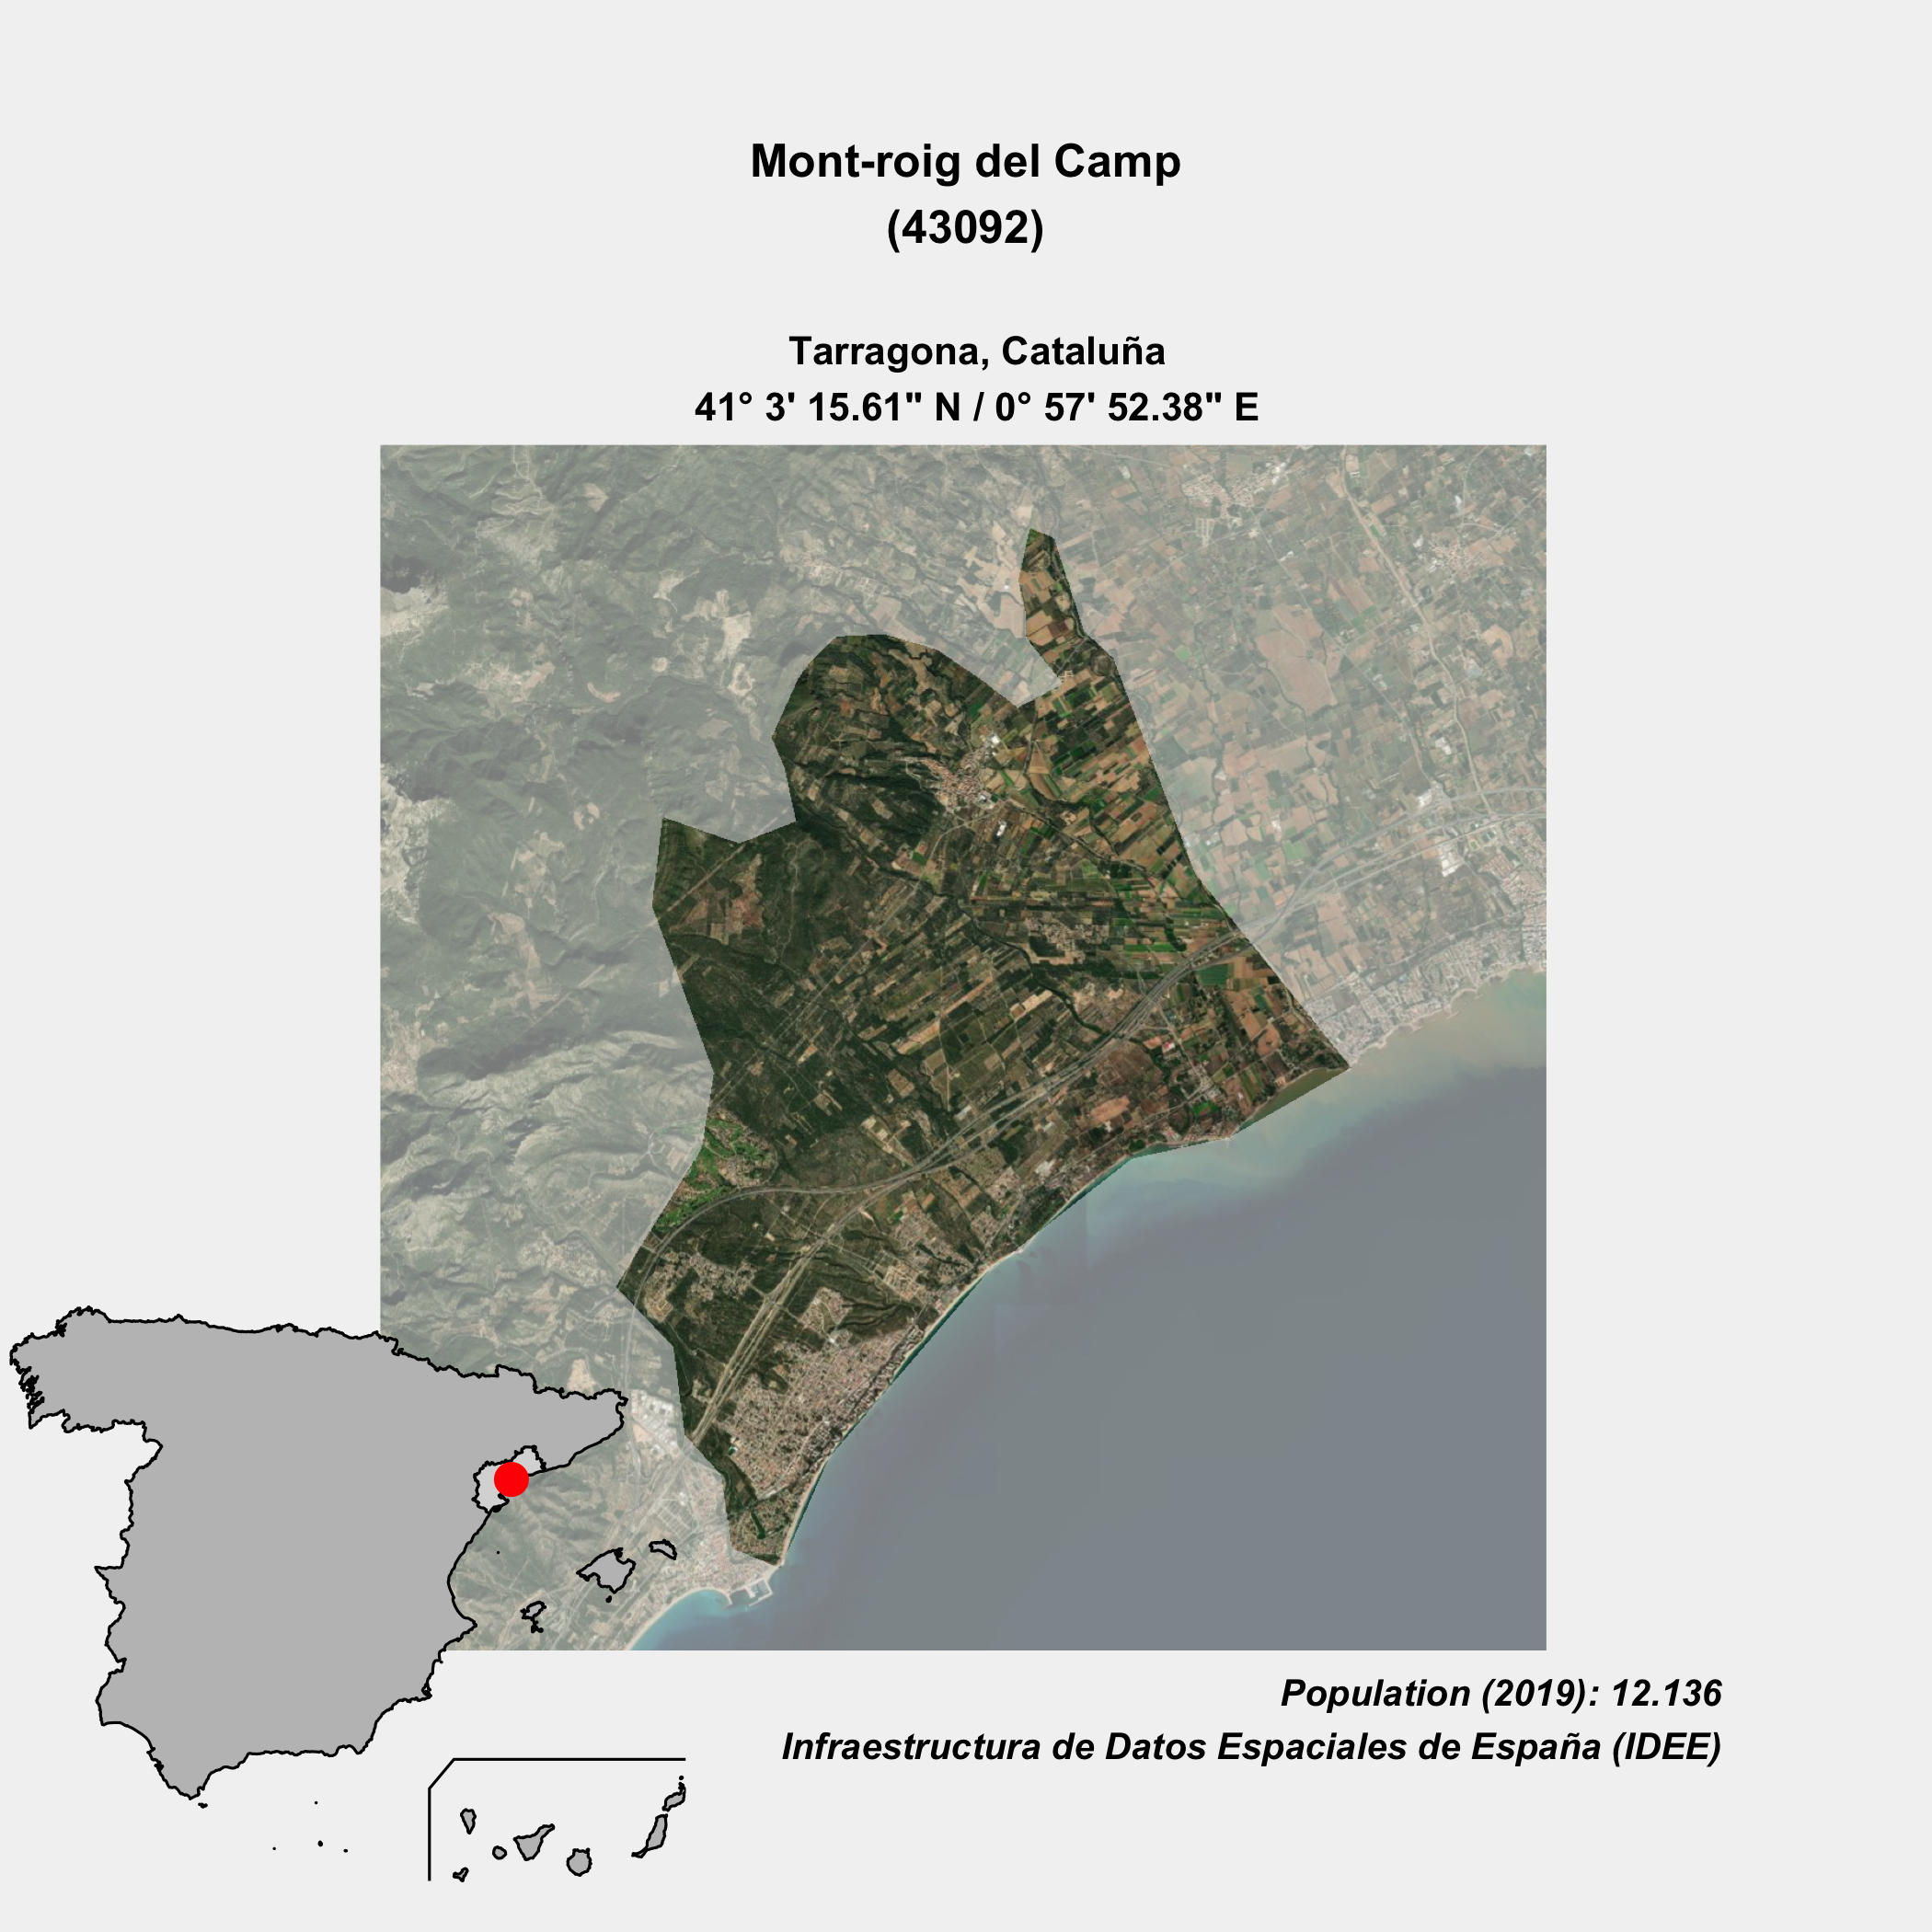 Mont-roig del Camp
(43092)
Tarragona, Cataluña
41° 3' 15.61" N / 0° 57' 52.38" E
Population (2019): 12.136
Infraestructura de Datos Espaciales de España (IDEE)